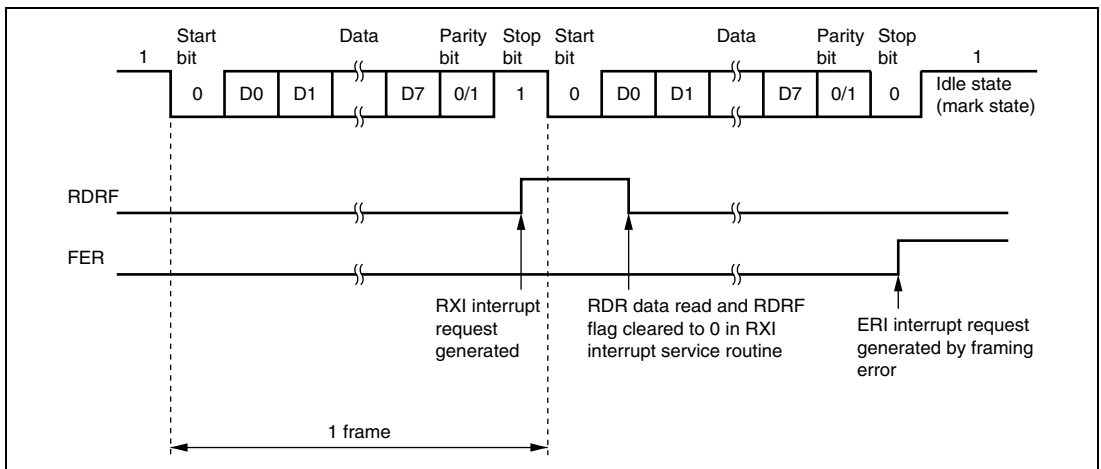 Start Data Parity Stop Start Data Parity Stop
1 bit bit bit bit bit bit 1
0 D0 D1 D7 0/1 1 0 D0 D1 D7 0/1 0 Idle state
(mark state)
RDRF
FER
RXI interrupt
request
generated
RDR data read and RDRF
flag cleared to 0 in RXI
interrupt service routine
ERI interrupt request
generated by framing
error
1 frame